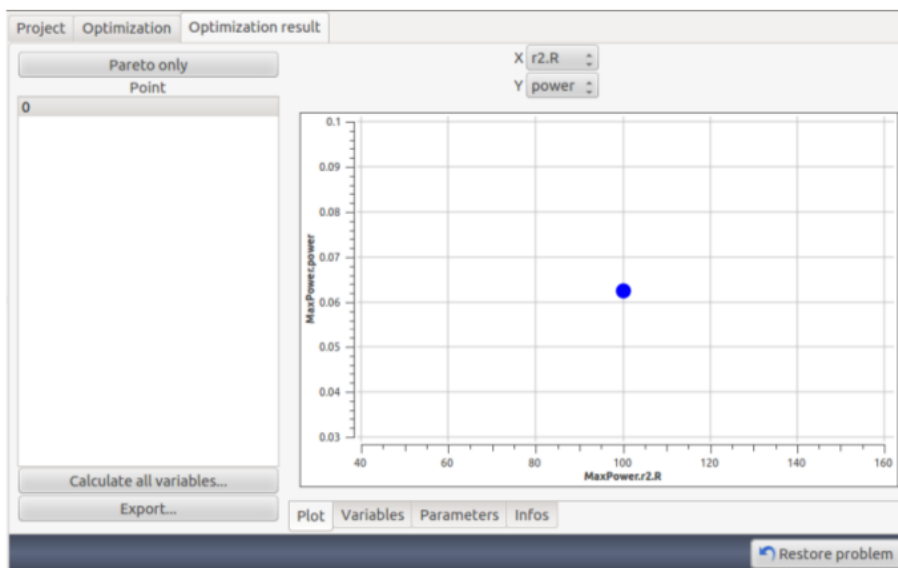 Project Optimization Optimization result
Pareto only
Point
0
X r2.R
Y power
0.1
0.09
0.08
0.07
0.06
0.05
0.04
0.03
MaxPower.power
40 60 80 100 120 140 160
MaxPower.r2.R
Calculate all variables...
Export...
Plot Variables Parameters Infos
Restore problem